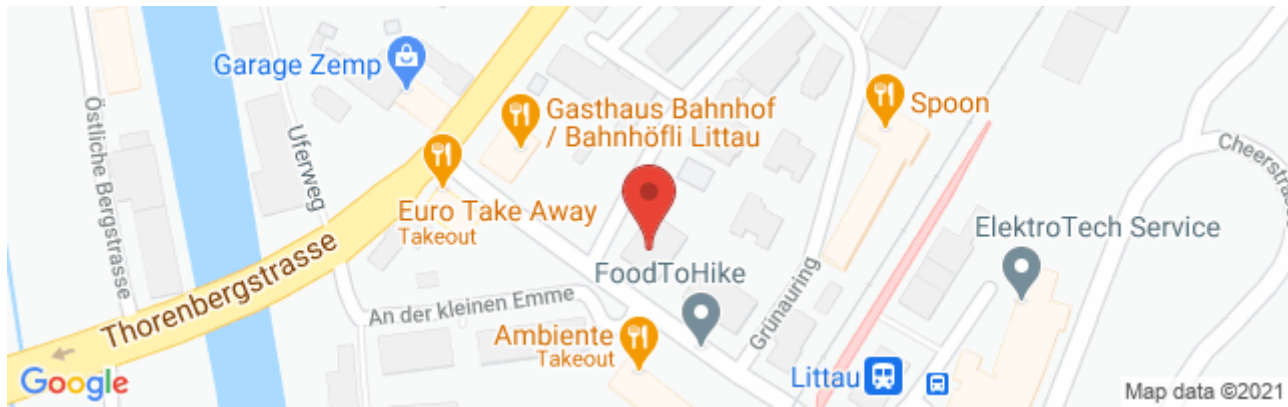 Garage Zemp
Östliche Bergstrasse
Uferweg
Gasthaus Bahnhof
/ Bahnhöfli Littau
Spoon
Cheerstra
Euro Take Away
Takeout
Thorenbergstrasse
ElektroTech Service
FoodToHike
An der kleinen Emme
Grünauring
Ambiente
Takeout
Littau
Google
Map data ©2021